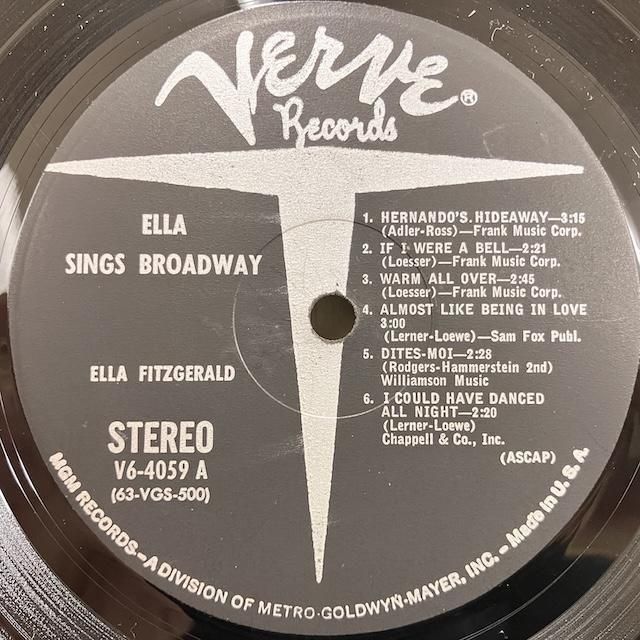 VERVE ®
Records
ELLA
SINGS BROADWAY
ELLA FITZGERALD
STEREO
V6-4059 A
(63-VGS-500)
1. HERNANDO'S.HIDEAWAY—3:15
(Adler-Ross)—Frank Music Corp.
2. IF I WERE A BELL—2:21
(Loesser)—Frank Music Corp.
3. WARM ALL OVER—2:45
(Loesser)—Frank Music Corp.
4. ALMOST LIKE BEING IN LOVE
3:00
(Lerner-Loewe)—Sam Fox Publ.
5. DITES-MOI—2:28
(Rodgers-Hammerstein 2nd)
Williamson Music
6. I COULD HAVE DANCED
ALL NIGHT—2:20
(Lerner-Loewe)
Chappell & Co., Inc.
(ASCAP)
MGM RECORDS—A DIVISION OF METRO-GOLDWYN-MAYER, INC. - Made in U.S.A.